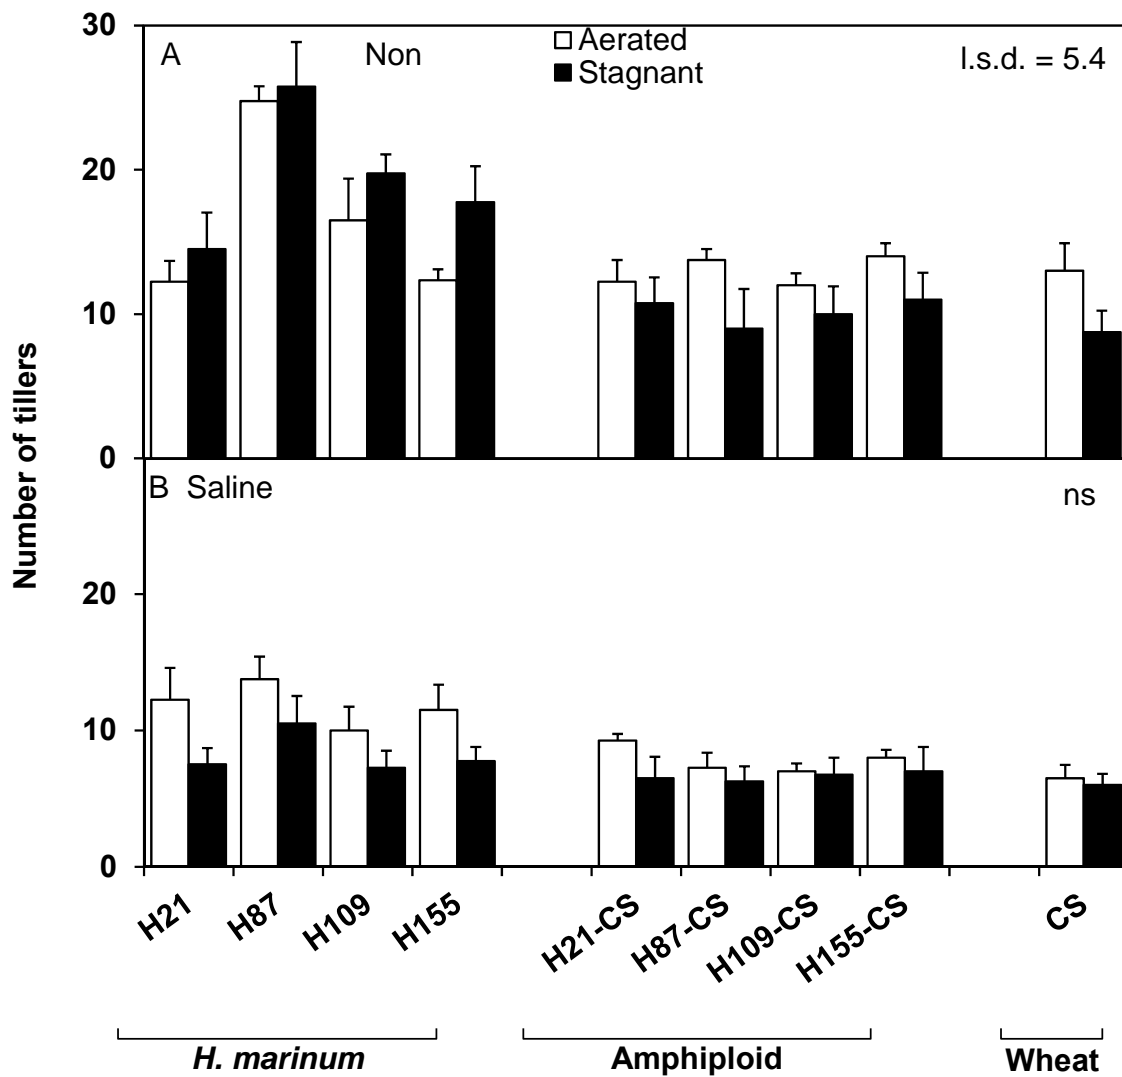 30
A
Non
Aerated
Stagnant
l.s.d. = 5.4
20
10
0
Number of tillers
B Saline
ns
20
10
0
H21
H87
H109
H155
H21-CS
H87-CS
H109-CS
H155-CS
CS
H. marinum
Amphiploid
Wheat